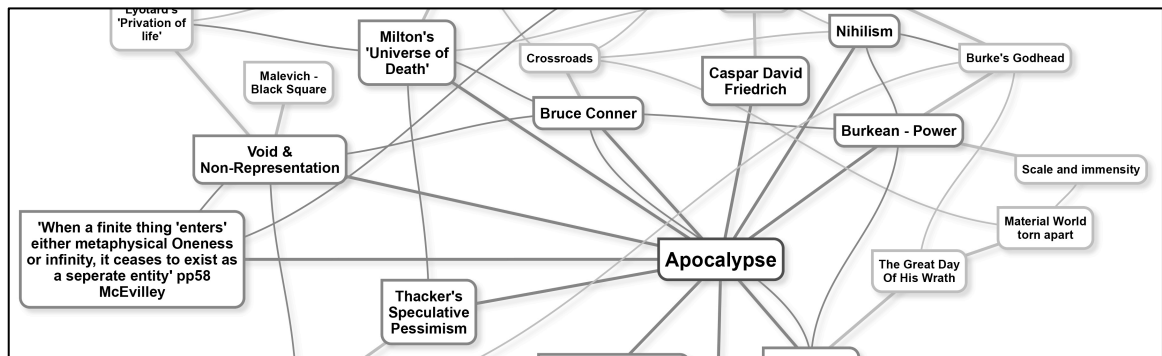 Lyotard's
'Privation of
life'
Milton's
'Universe of
Death'
Nihilism
Crossroads
Burke's Godhead
Malevich -
Black Square
Caspar David
Friedrich
Bruce Conner
Burkean - Power
Void &
Non-Representation
Scale and immensity
'When a finite thing 'enters'
either metaphysical Oneness
or infinity, it ceases to exist as
a seperate entity' pp58
McEvilley
Material World
torn apart
Apocalypse
The Great Day
Of His Wrath
Thacker's
Speculative
Pessimism